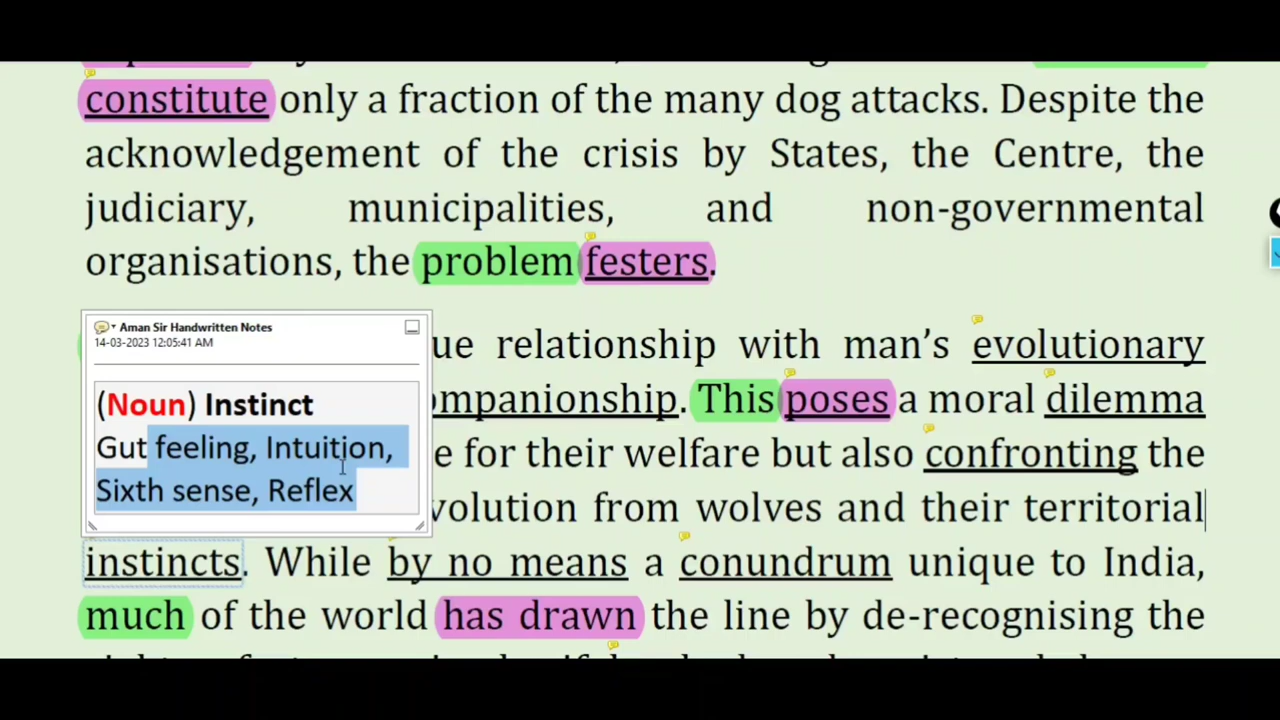 constitute only a fraction of the many dog attacks. Despite the
acknowledgement of the crisis by States, the Centre, the
judiciary, municipalities, and non-governmental
organisations, the problem festers.
Aman Sir Handwritten Notes
14-03-2023 12:05:41 AM
(Noun) Instinct
Gut feeling, Intuition,
Sixth sense, Reflex
ue relationship with man’s evolutionary
ompanionship. This poses a moral dilemma
e for their welfare but also confronting the
volution from wolves and their territorial
instincts. While by no means a conundrum unique to India,
much of the world has drawn the line by de-recognising the